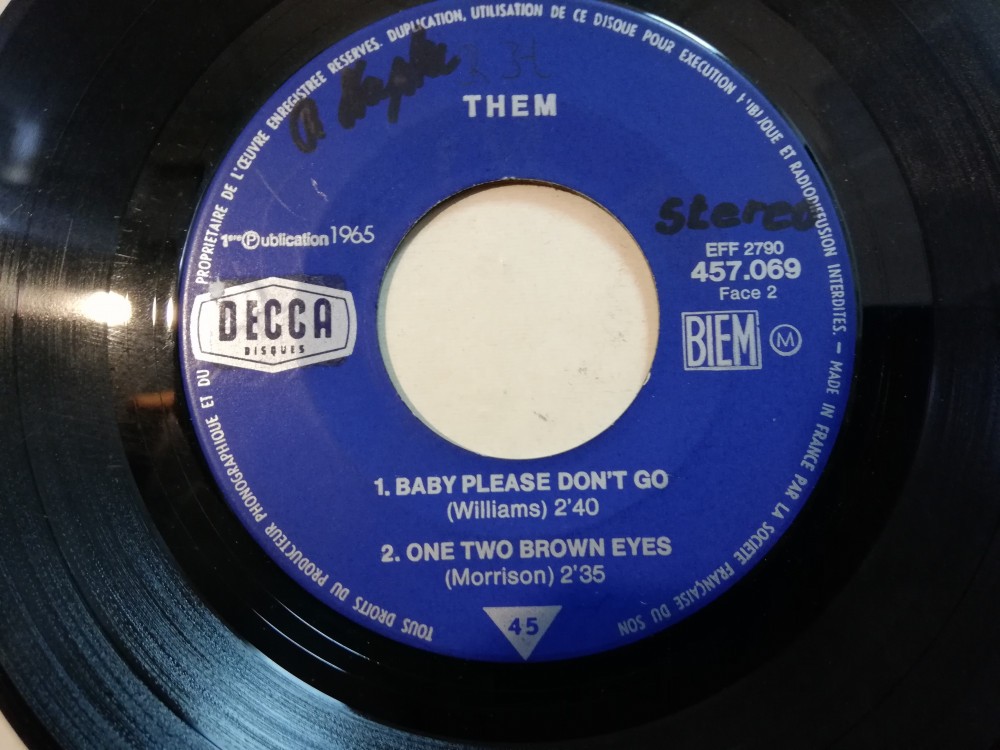 TOUS DROITS DU PRODUCTEUR PHONOGRAPHIQUE ET DU PROPRIETAIRE DE L'ŒUVRE ENREGISTREE RESERVES. DUPLICATION, UTILISATION DE CE DISQUE POUR EXECUTION PUBLIQUE ET RADIODIFFUSION INTERDITES. — MADE IN FRANCE PAR LA SOCIETE FRANÇAISE DU SON
THEM
Stereo
1ère Ⓟublication 1965
EFF 2790
457.069
Face 2
DECCA
DISQUES
BIEM Ⓜ
1. BABY PLEASE DON'T GO
(Williams) 2'40
2. ONE TWO BROWN EYES
(Morrison) 2'35
45